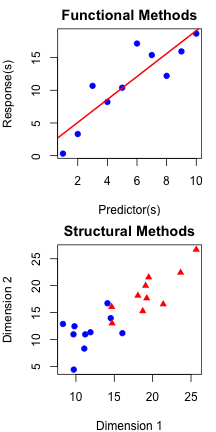 Functional Methods
Response(s)
15
10
5
0
2 4 6 8 10
Predictor(s)
Structural Methods
Dimension 2
25
20
15
10
5
10 15 20 25
Dimension 1